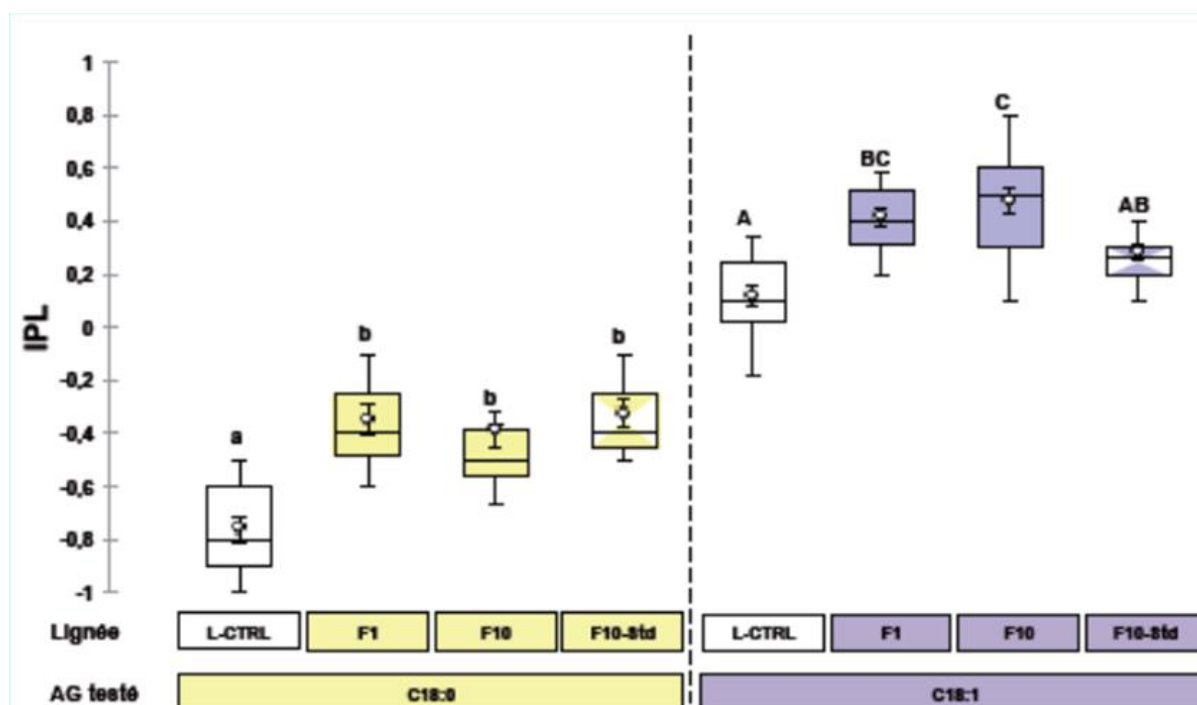 1
0,8
C
BC
0,6
0,4
A
AB
0,2
IPL
0
b
b
-0,2
b
-0,4
a
-0,6
-0,8
-1
Lignée L-CTRL F1 F10 F10-Std L-CTRL F1 F10 F10-Std
AG testé C18:0 C18:1